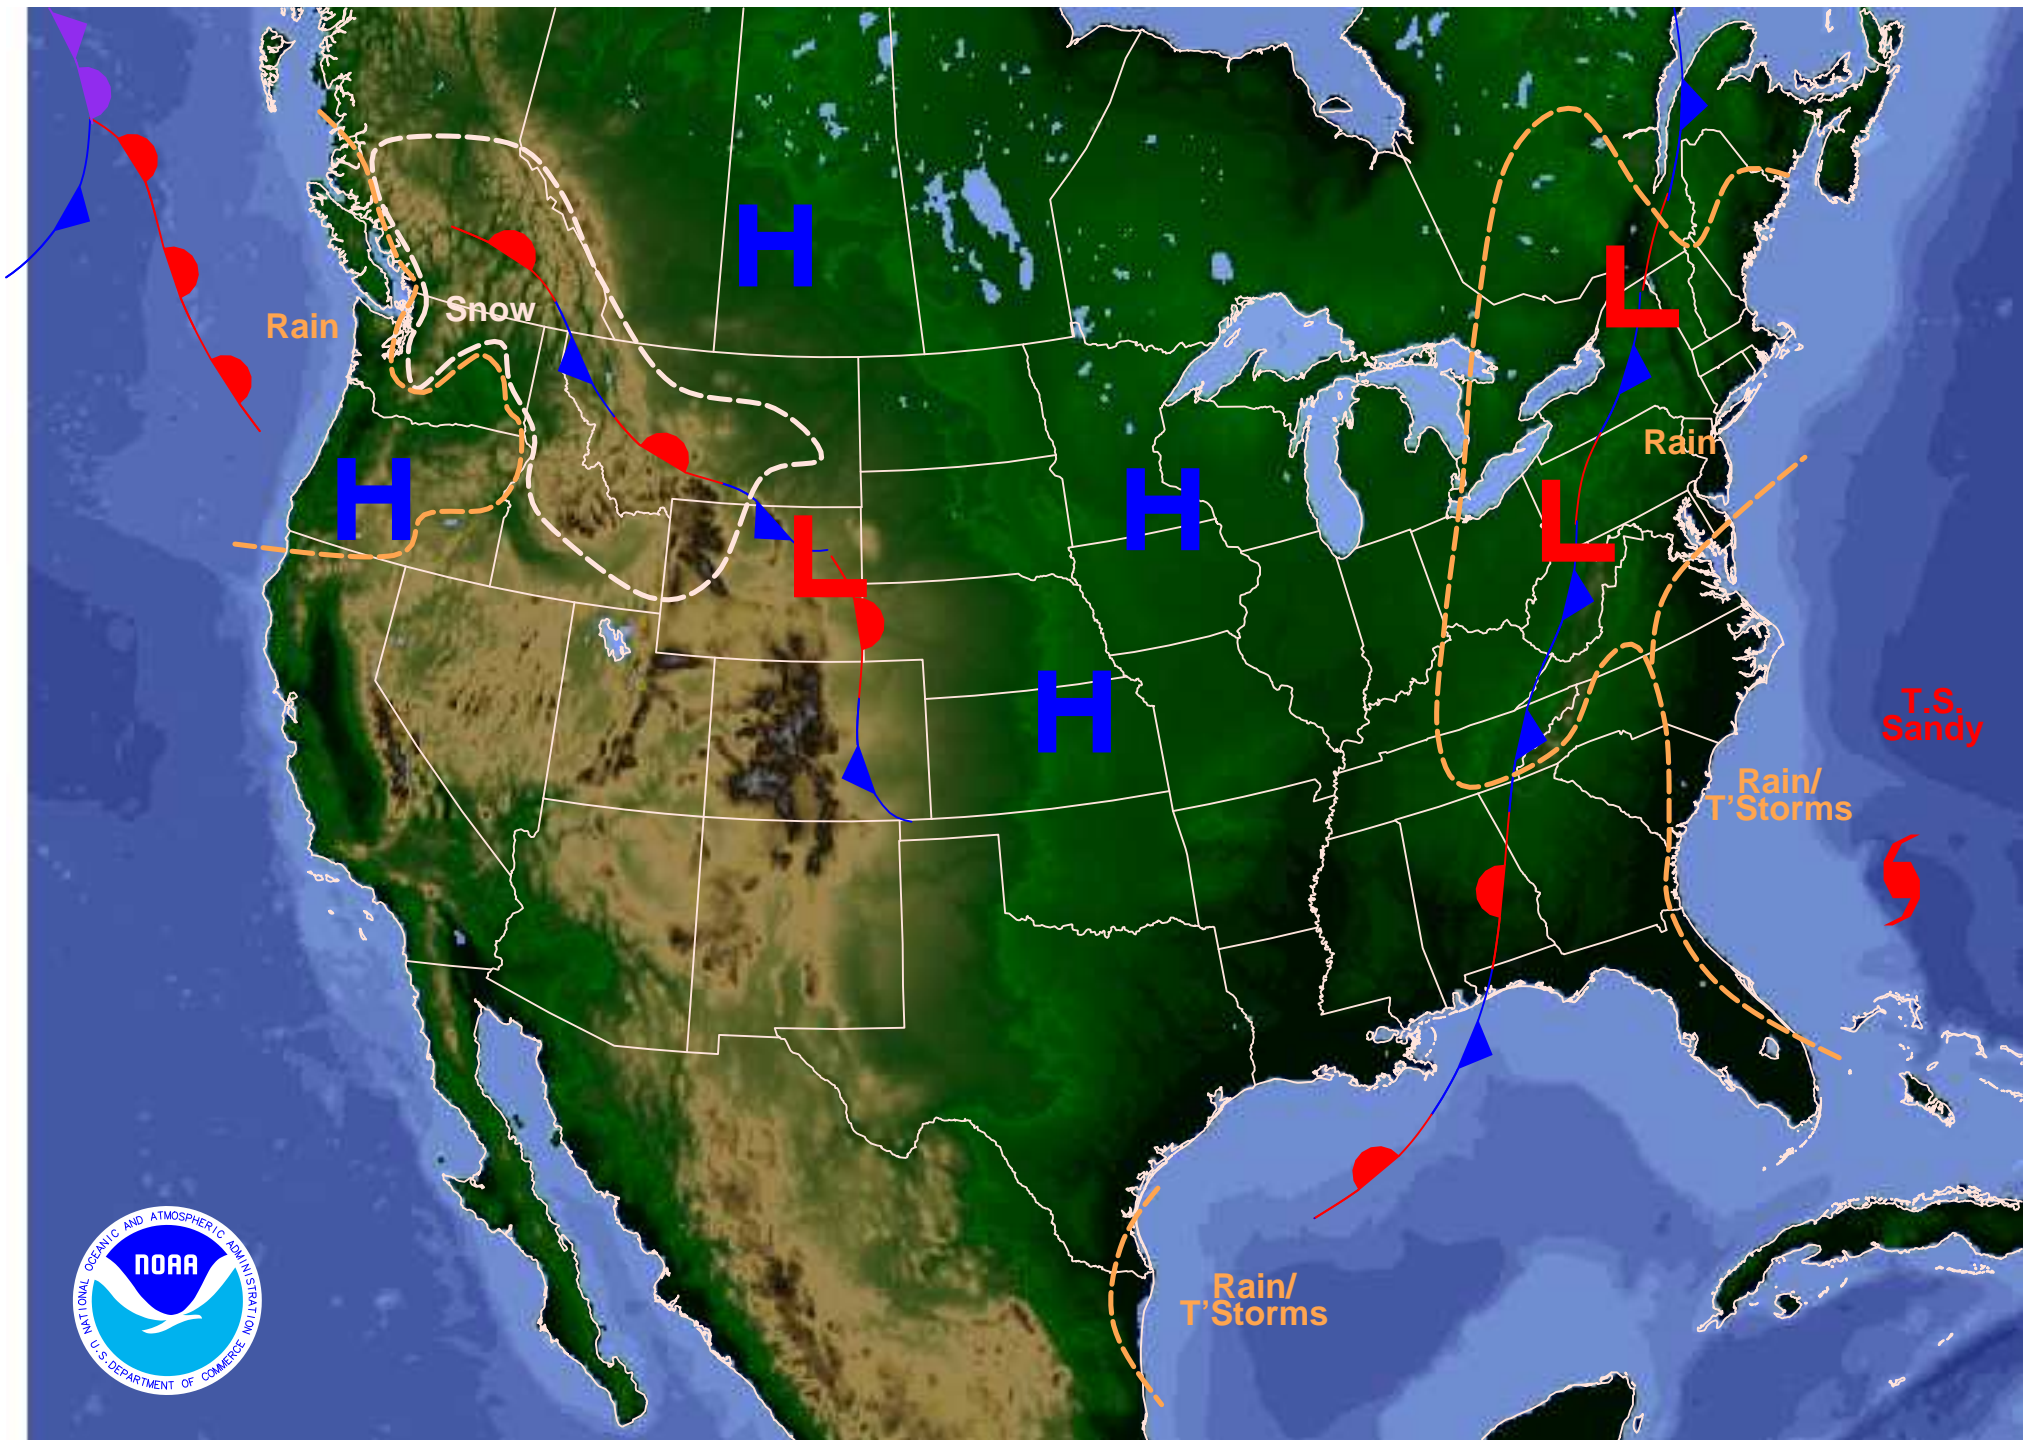 H
L
Snow
Rain
Rain
H
H
L
L
H
T.S.
Sandy
Rain/
T'Storms
Rain/
T'Storms
NATIONAL OCEANIC AND ATMOSPHERIC ADMINISTRATION
NOAA
U.S. DEPARTMENT OF COMMERCE